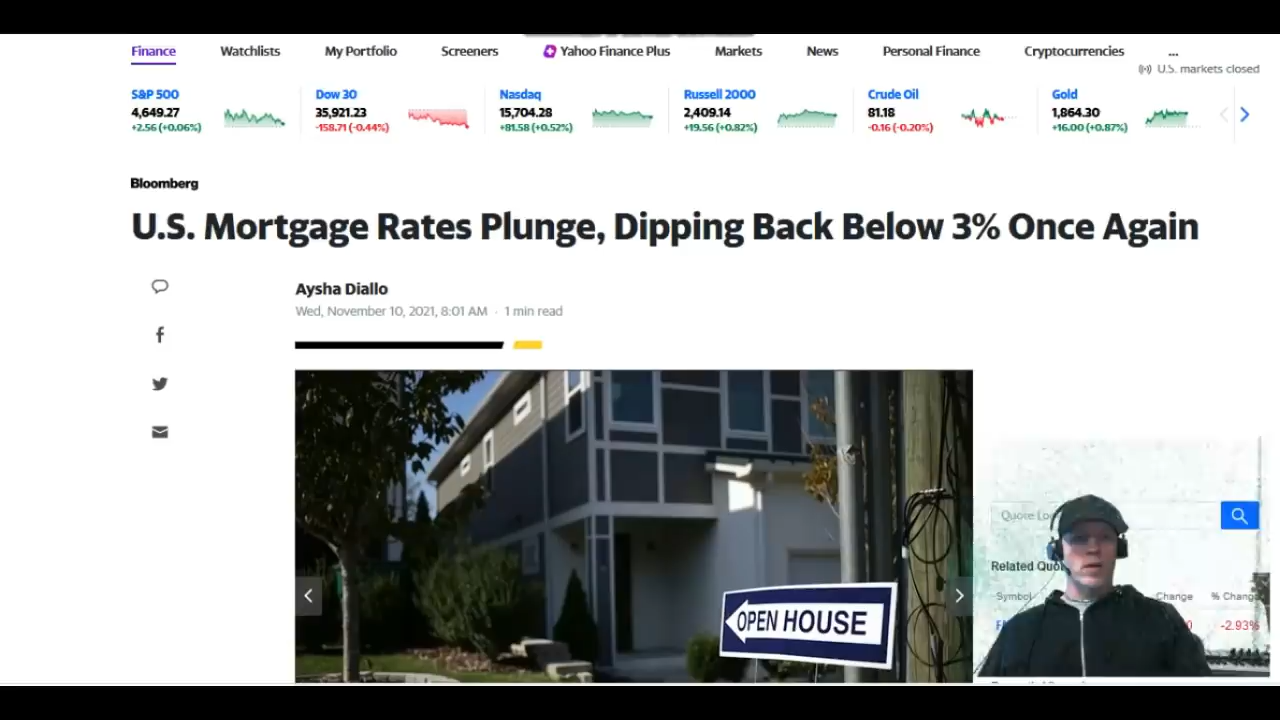 Finance Watchlists My Portfolio Screeners Yahoo Finance Plus Markets News Personal Finance Cryptocurrencies ...
U.S. markets closed
S&P 500 Dow 30 Nasdaq Russell 2000 Crude Oil Gold
4,649.27 35,921.23 15,704.28 2,409.14 81.18 1,864.30
+2.56 (+0.06%) -158.71 (-0.44%) +81.58 (+0.52%) +19.56 (+0.82%) -0.16 (-0.20%) +16.00 (+0.87%)
Bloomberg
U.S. Mortgage Rates Plunge, Dipping Back Below 3% Once Again
Aysha Diallo
Wed, November 10, 2021, 8:01 AM · 1 min read
OPEN HOUSE
Quote
Related
Symbol Change % Change
-2.93%